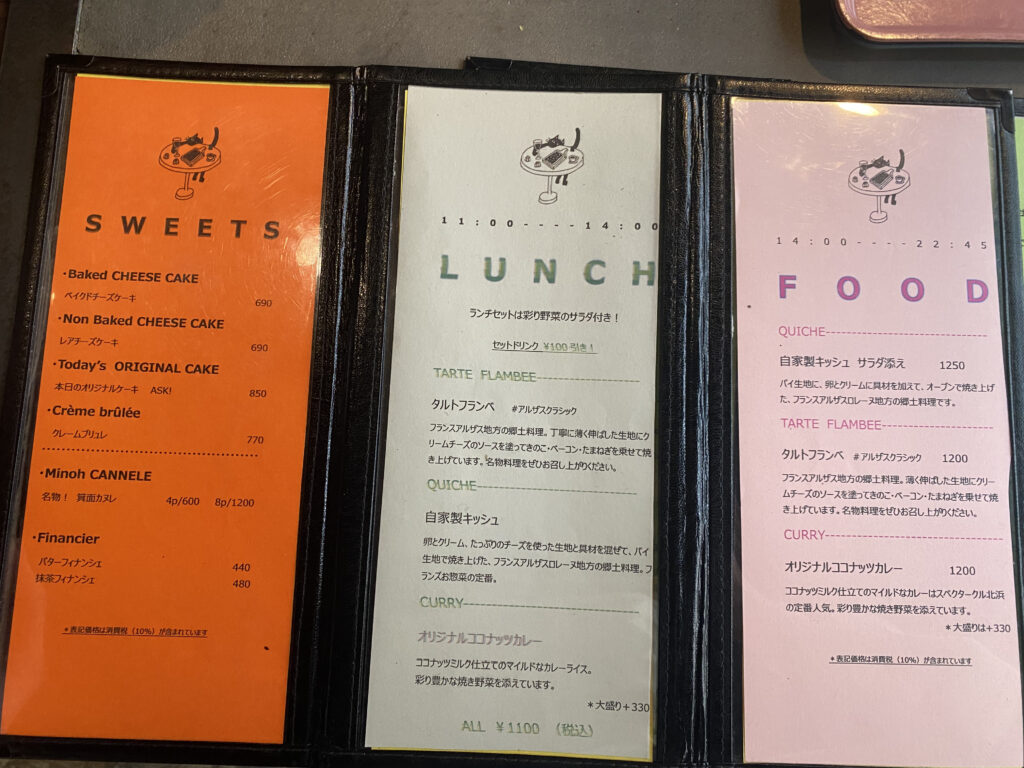 SWEETS
・Baked CHEESE CAKE
ベイクドチーズケーキ 690
・Non Baked CHEESE CAKE
レアチーズケーキ 690
・Today's ORIGINAL CAKE
本日のオリジナルケーキ ASK! 850
・Crème brûlée
クレームブリュレ 770
・Minoh CANNELE
名物！ 箕面カヌレ 4p/600 8p/1200
・Financier
バターフィナンシェ 440
抹茶フィナンシェ 480
＊表記価格は消費税（10%）が含まれています
11:00----14:00
LUNCH
ランチセットは彩り野菜のサラダ付き！
セットドリンク ¥100引き！
TARTE FLAMBEE
タルトフランベ #アルザスクラシック
フランスアルザス地方の郷土料理。丁寧に薄く伸ばした生地にク
リームチーズのソースを塗ってきのこ・ベーコン・たまねぎを乗せて焼
き上げています。名物料理をぜひお召し上がりください。
QUICHE
自家製キッシュ
卵とクリーム、たっぷりのチーズを使った生地と具材を混ぜて、パイ
生地で焼き上げた、フランスアルザスロレーヌ地方の郷土料理。フ
ランスお惣菜の定番。
CURRY
オリジナルココナッツカレー
ココナッツミルク仕立てのマイルドなカレーライス。
彩り豊かな焼き野菜を添えています。
＊大盛り＋330
ALL ¥1100 （税込）
14:00----22:45
FOOD
QUICHE
自家製キッシュ サラダ添え 1250
パイ生地に、卵とクリームに具材を加えて、オーブンで焼き上げ
た、フランスアルザスロレーヌ地方の郷土料理です。
TARTE FLAMBEE
タルトフランベ #アルザスクラシック 1200
フランスアルザス地方の郷土料理。薄く伸ばした生地にクリー
ムチーズのソースを塗ってきのこ・ベーコン・たまねぎを乗せて焼
き上げています。名物料理をぜひお召し上がりください。
CURRY
オリジナルココナッツカレー 1200
ココナッツミルク仕立てのマイルドなカレーはスペクタークル北浜
の定番人気。彩り豊かな焼き野菜を添えています。
＊大盛りは+330
＊表記価格は消費税（10%）が含まれています